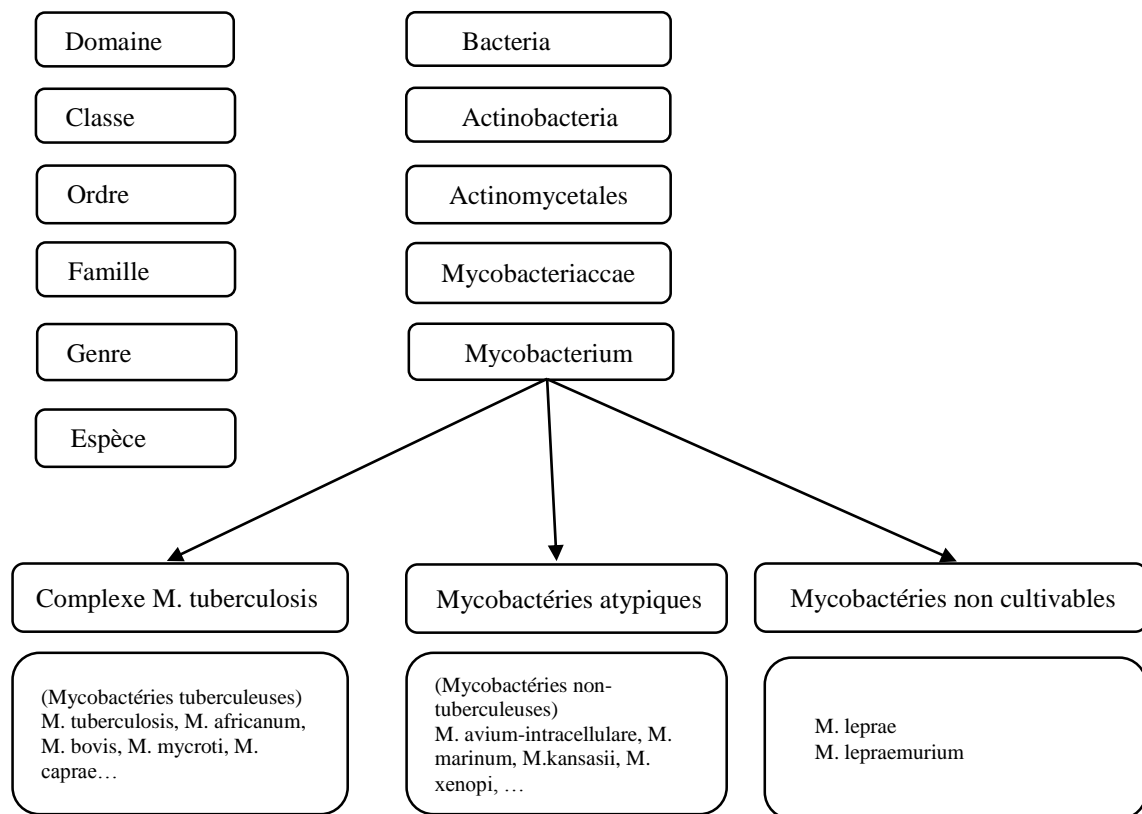 Domaine
Bacteria
Classe
Actinobacteria
Ordre
Actinomycetales
Famille
Mycobacteriaccae
Genre
Mycobacterium
Espèce
Complexe M. tuberculosis
Mycobactéries atypiques
Mycobactéries non cultivables
(Mycobactéries tuberculeuses)
M. tuberculosis, M. africanum,
M. bovis, M. mycroti, M.
caprae…
(Mycobactéries non-
tuberculeuses)
M. avium-intracellulare, M.
marinum, M.kansasii, M.
xenopi, …
M. leprae
M. lepraemurium